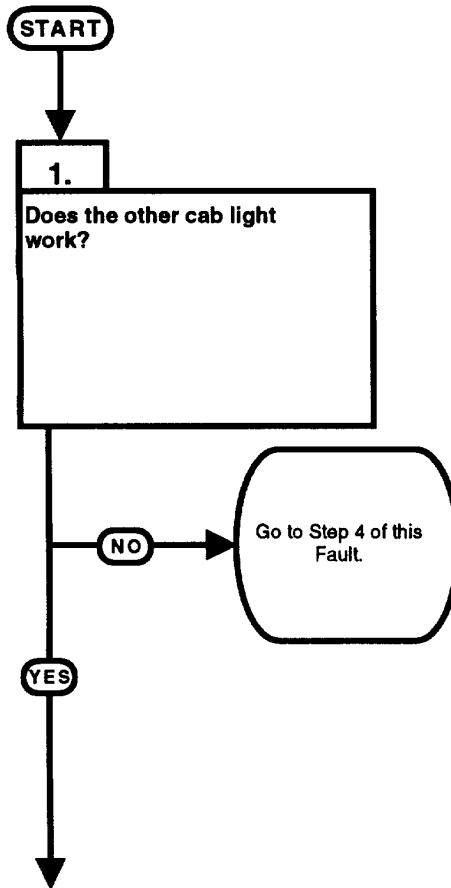 START
1.
Does the other cab light
work?
NO
Go to Step 4 of this
Fault.
YES